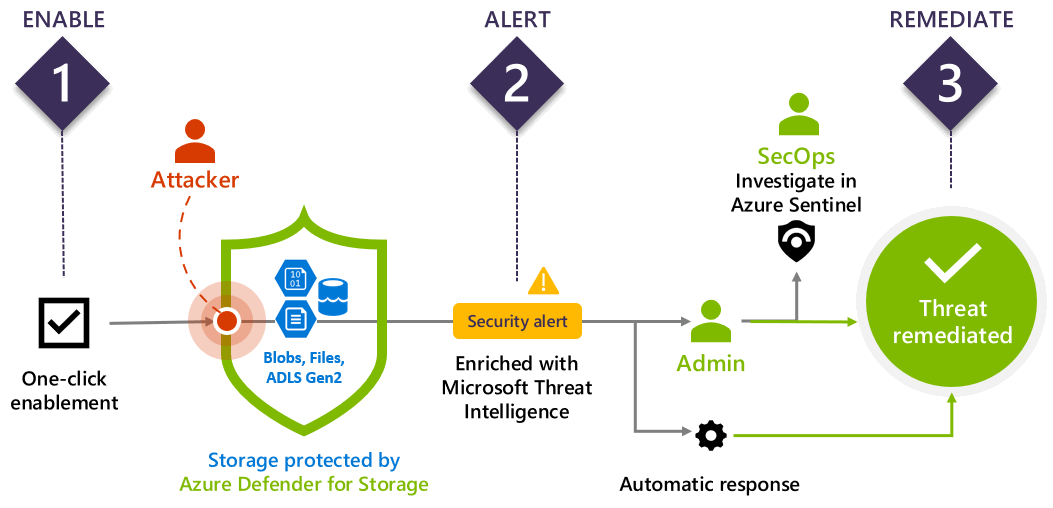 ENABLE
1
ALERT
2
REMEDIATE
3
Attacker
SecOps
Investigate in
Azure Sentinel
One-click
enablement
10
01
Blobs, Files,
ADLS Gen2
Storage protected by
Azure Defender for Storage
Security alert
Enriched with
Microsoft Threat
Intelligence
Admin
Automatic response
Threat
remediated